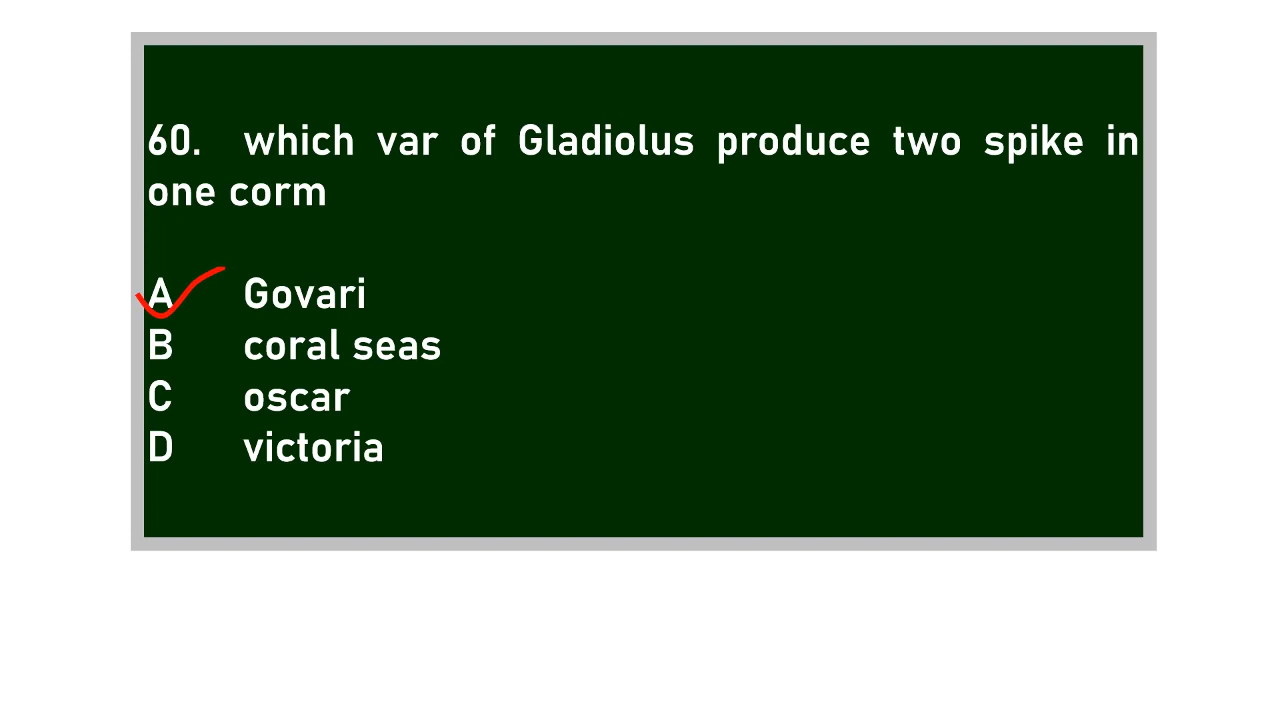 60. which var of Gladiolus produce two spike in
one corm
A Govari
B coral seas
C oscar
D victoria